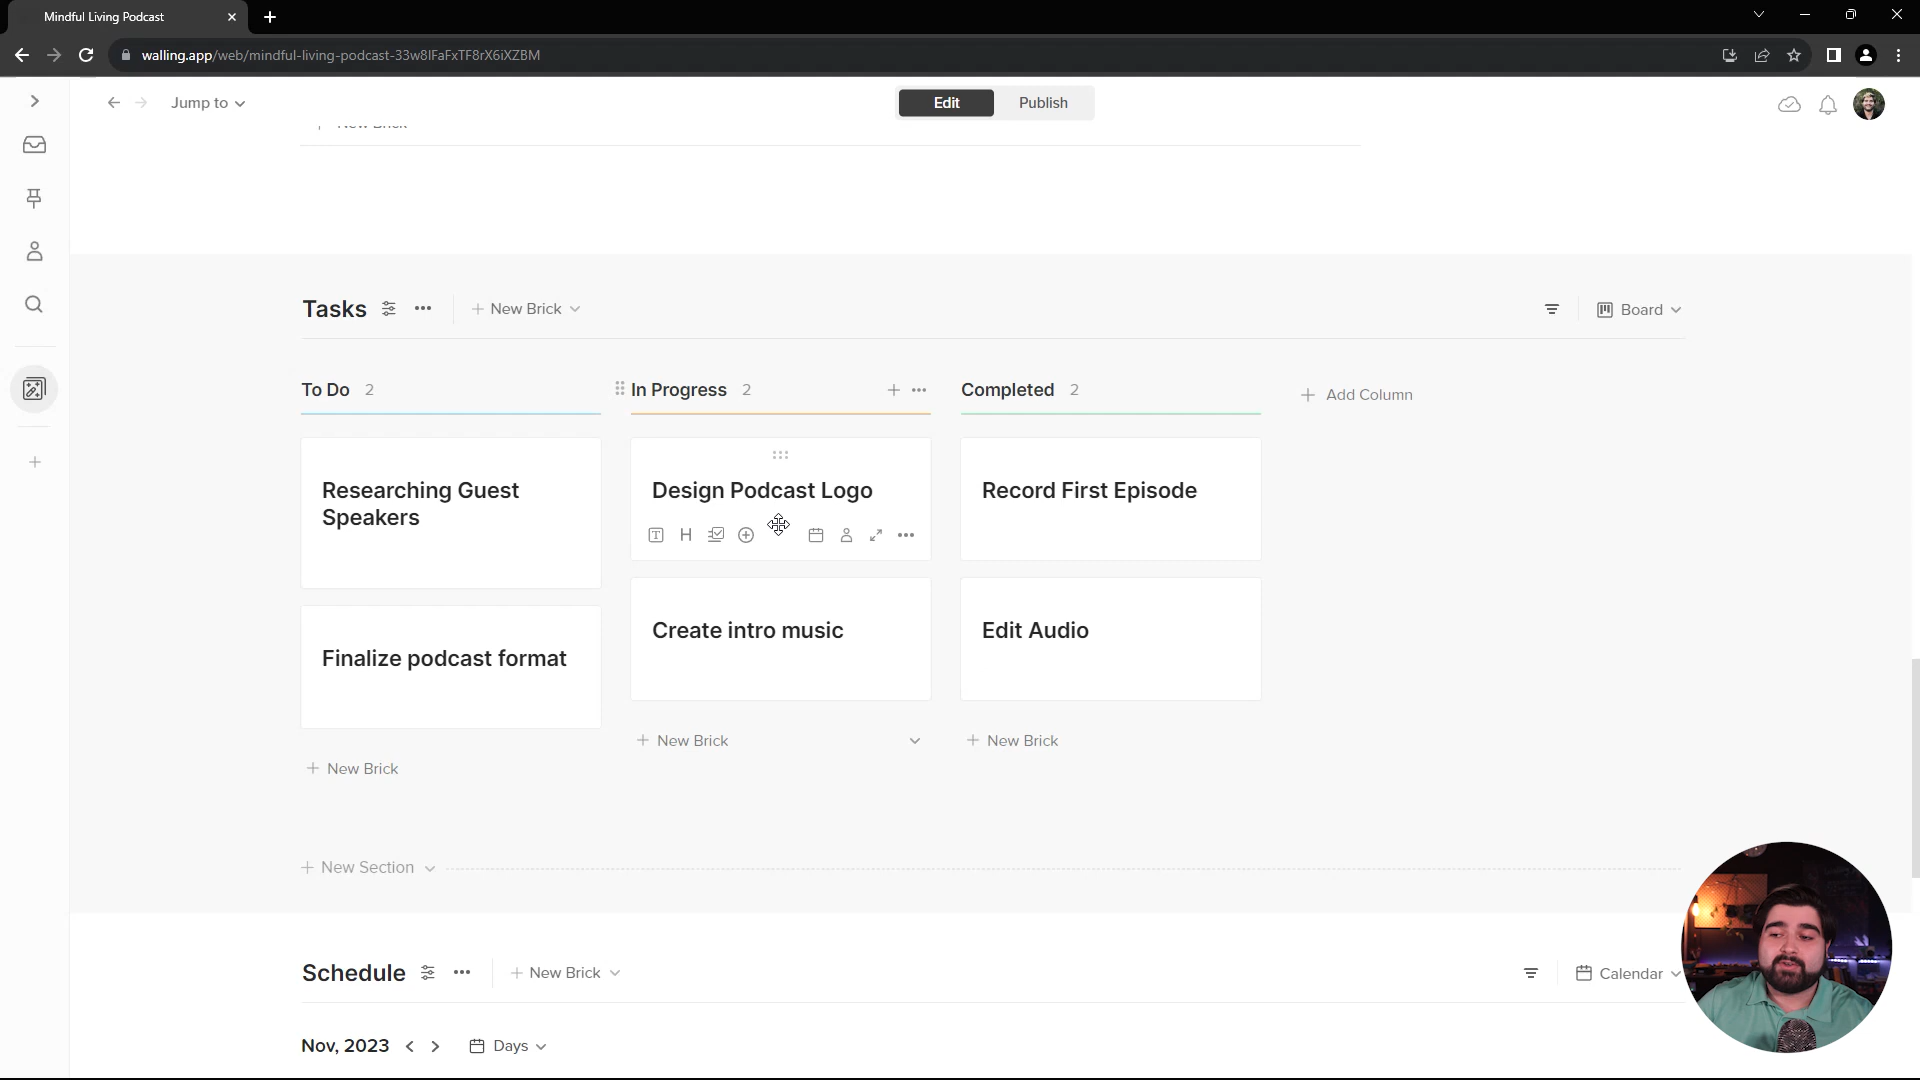 Mindful Living Podcast
walling.app/web/mindful-living-podcast-33w8lFaFxTF8rX6iXZBM
Jump to
Edit
Publish
New Brick
Tasks
New Brick
Board
To Do 2
In Progress 2
Completed 2
Add Column
Researching Guest
Speakers
Finalize podcast format
New Brick
Design Podcast Logo
T H
Create intro music
New Brick
Record First Episode
Edit Audio
New Brick
New Section
Schedule
New Brick
Calendar
Nov, 2023
Days